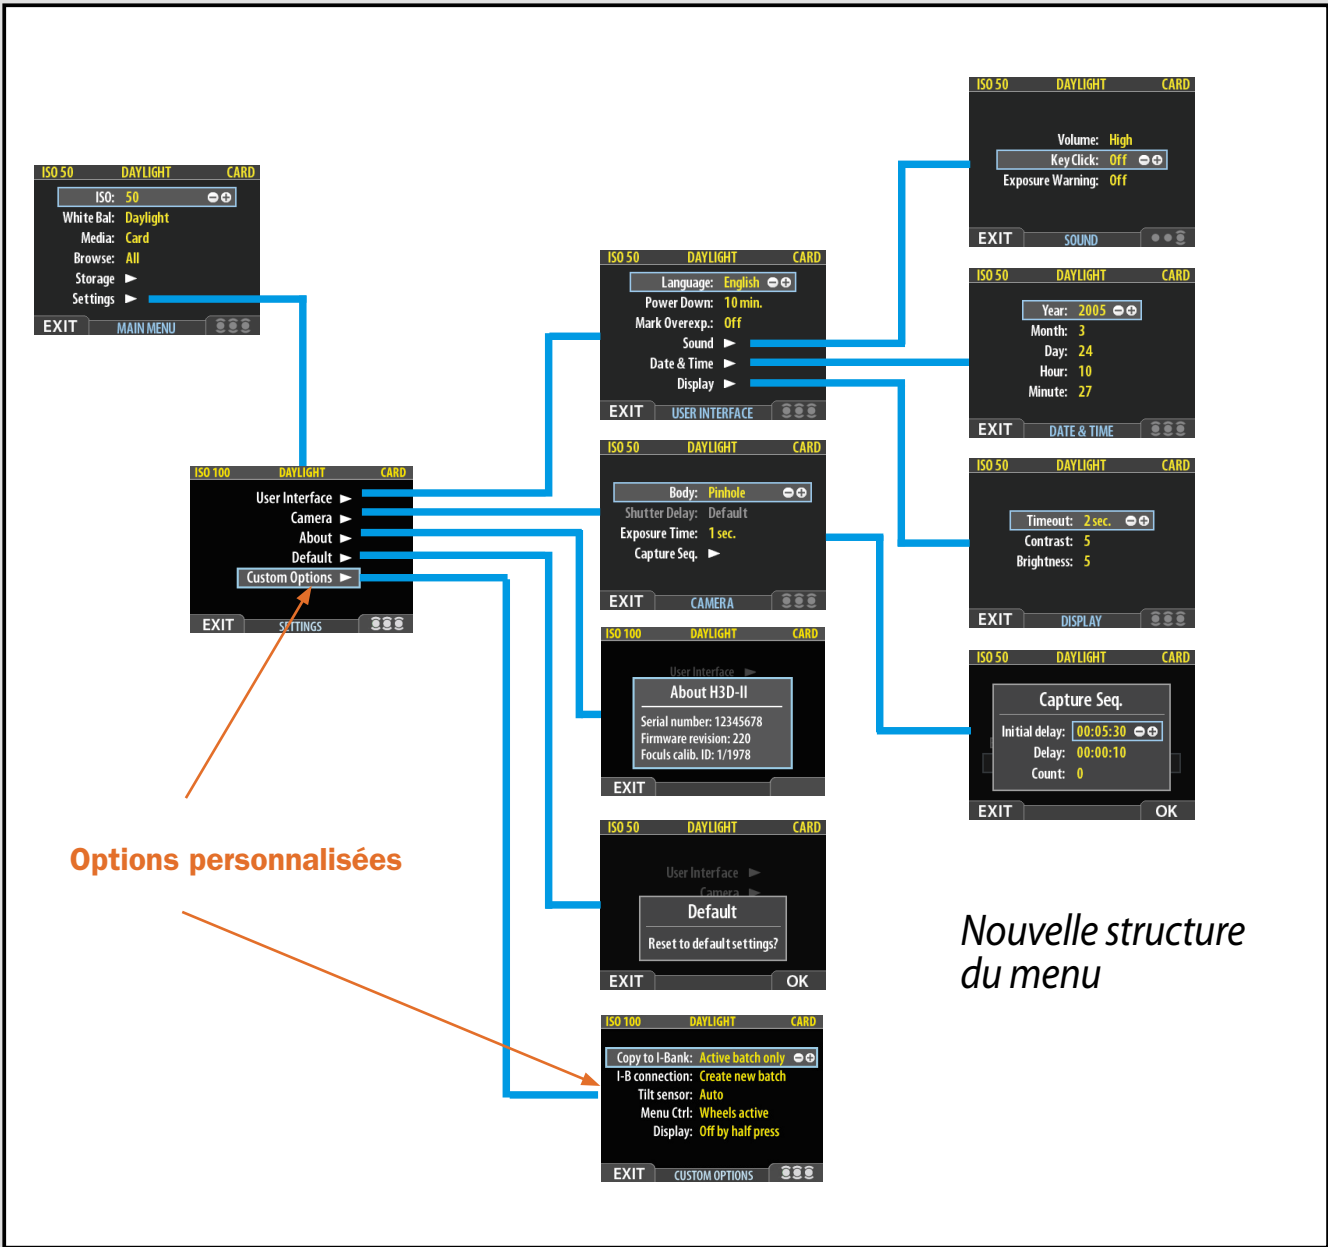 ISO 50 DAYLIGHT CARD
ISO: 50
White Bal: Daylight
Media: Card
Browse: All
Storage
Settings
EXIT MAIN MENU
ISO 100 DAYLIGHT CARD
User Interface
Camera
About
Default
Custom Options
EXIT SETTINGS
Options personnalisées
ISO 50 DAYLIGHT CARD
Language: English
Power Down: 10 min.
Mark Overexp.: Off
Sound
Date & Time
Display
EXIT USER INTERFACE
ISO 50 DAYLIGHT CARD
Body: Pinhole
Shutter Delay: Default
Exposure Time: 1 sec.
Capture Seq.
EXIT CAMERA
ISO 100 DAYLIGHT CARD
User Interface
About H3D-II
Serial number: 12345678
Firmware revision: 220
Foculs calib. ID: 1/1978
EXIT
ISO 50 DAYLIGHT CARD
User Interface
Camera
Default
Reset to default settings?
EXIT OK
ISO 100 DAYLIGHT CARD
Copy to I-Bank: Active batch only
I-B connection: Create new batch
Tilt sensor: Auto
Menu Ctrl: Wheels active
Display: Off by half press
EXIT CUSTOM OPTIONS
ISO 50 DAYLIGHT CARD
Volume: High
Key Click: Off
Exposure Warning: Off
EXIT SOUND
ISO 50 DAYLIGHT CARD
Year: 2005
Month: 3
Day: 24
Hour: 10
Minute: 27
EXIT DATE & TIME
ISO 50 DAYLIGHT CARD
Timeout: 2 sec.
Contrast: 5
Brightness: 5
EXIT DISPLAY
ISO 50 DAYLIGHT CARD
Capture Seq.
Initial delay: 00:05:30
Delay: 00:00:10
Count: 0
EXIT OK
Nouvelle structure
du menu